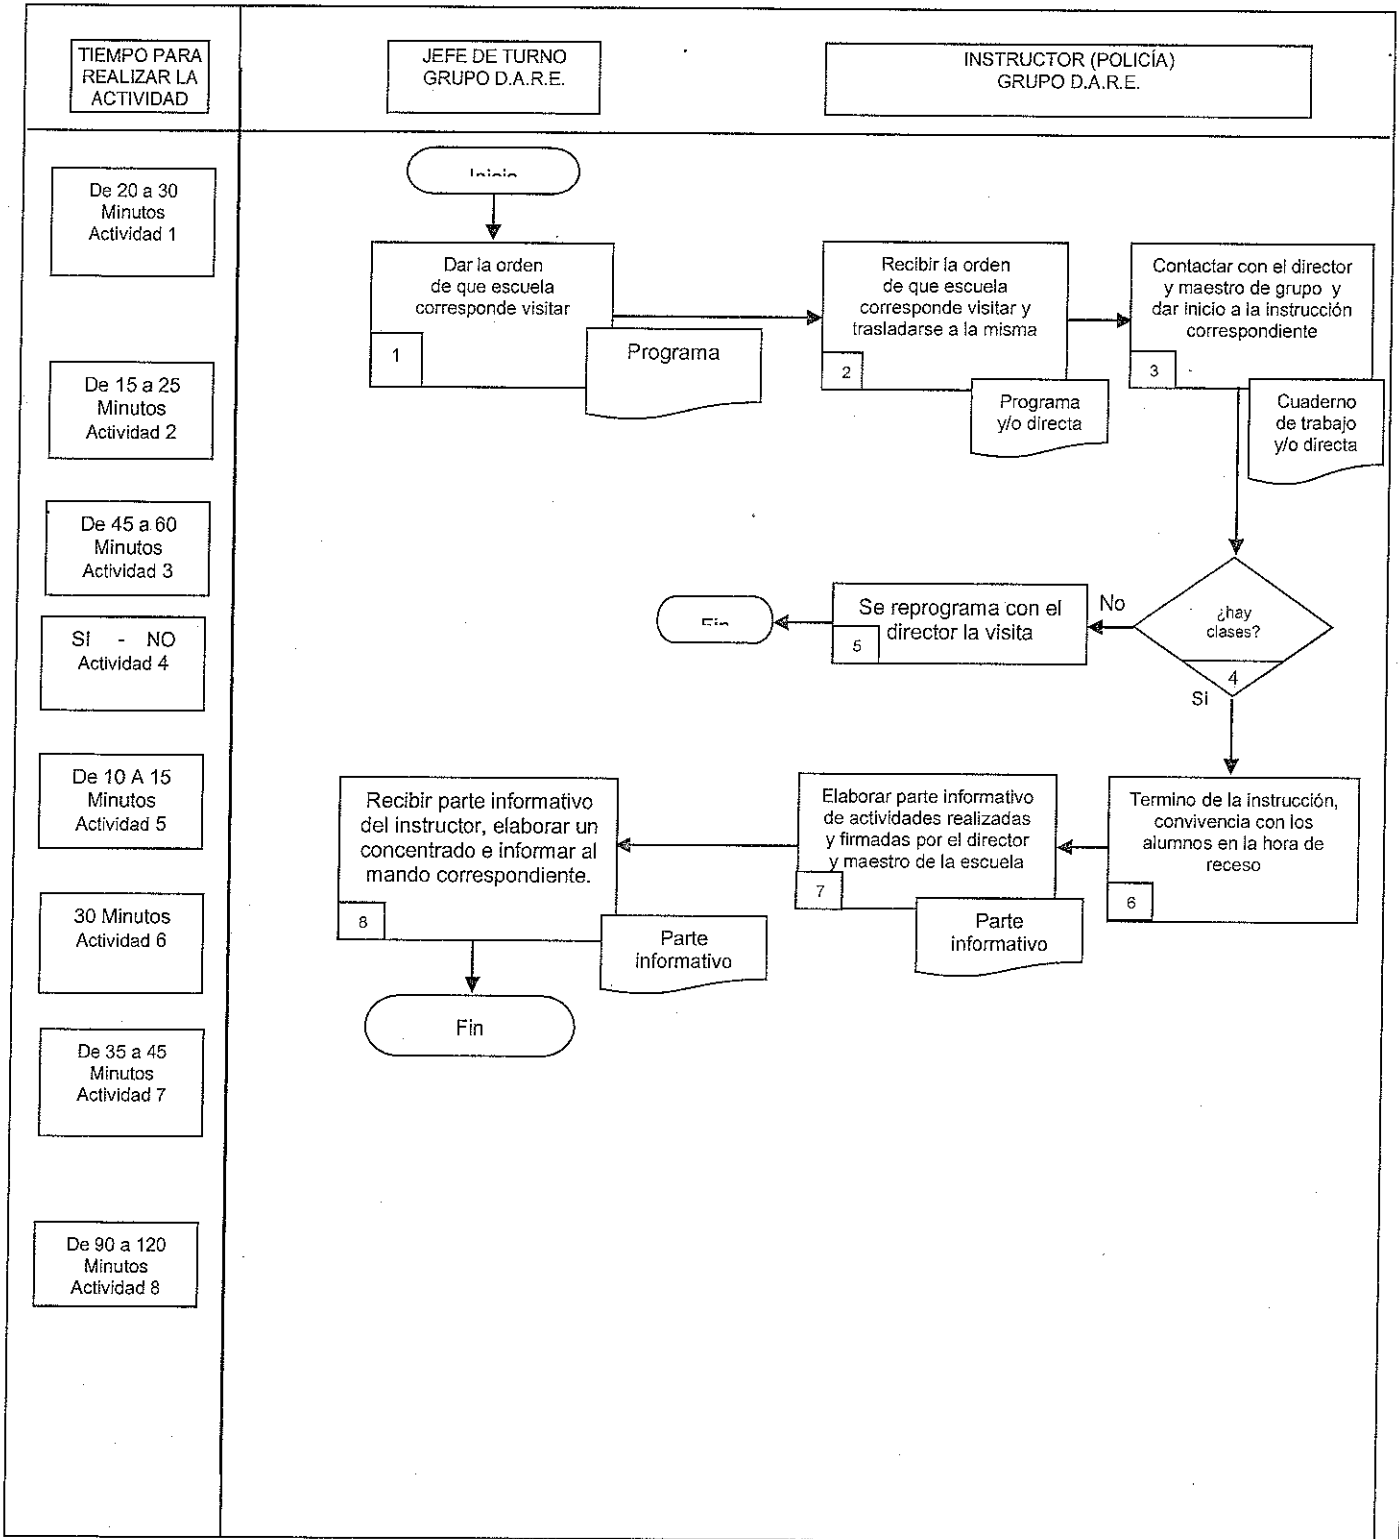 TIEMPO PARA
REALIZAR LA
ACTIVIDAD
JEFE DE TURNO
GRUPO D.A.R.E.
INSTRUCTOR (POLICÍA)
GRUPO D.A.R.E.
De 20 a 30
Minutos
Actividad 1
De 15 a 25
Minutos
Actividad 2
De 45 a 60
Minutos
Actividad 3
SI - NO
Actividad 4
De 10 A 15
Minutos
Actividad 5
30 Minutos
Actividad 6
De 35 a 45
Minutos
Actividad 7
De 90 a 120
Minutos
Actividad 8
Dar la orden
de que escuela
corresponde visitar
1
Programa
Recibir la orden
de que escuela
corresponde visitar y
trasladarse a la misma
2
Programa
y/o directa
Contactar con el director
y maestro de grupo y
dar inicio a la instrucción
correspondiente
3
Cuaderno
de trabajo
y/o directa
¿hay
clases?
4
No
Si
Se reprograma con el
director la visita
5
Termino de la instrucción,
convivencia con los
alumnos en la hora de
receso
6
Elaborar parte informativo
de actividades realizadas
y firmadas por el director
y maestro de la escuela
7
Parte
informativo
Recibir parte informativo
del instructor, elaborar un
concentrado e informar al
mando correspondiente.
8
Parte
informativo
Fin